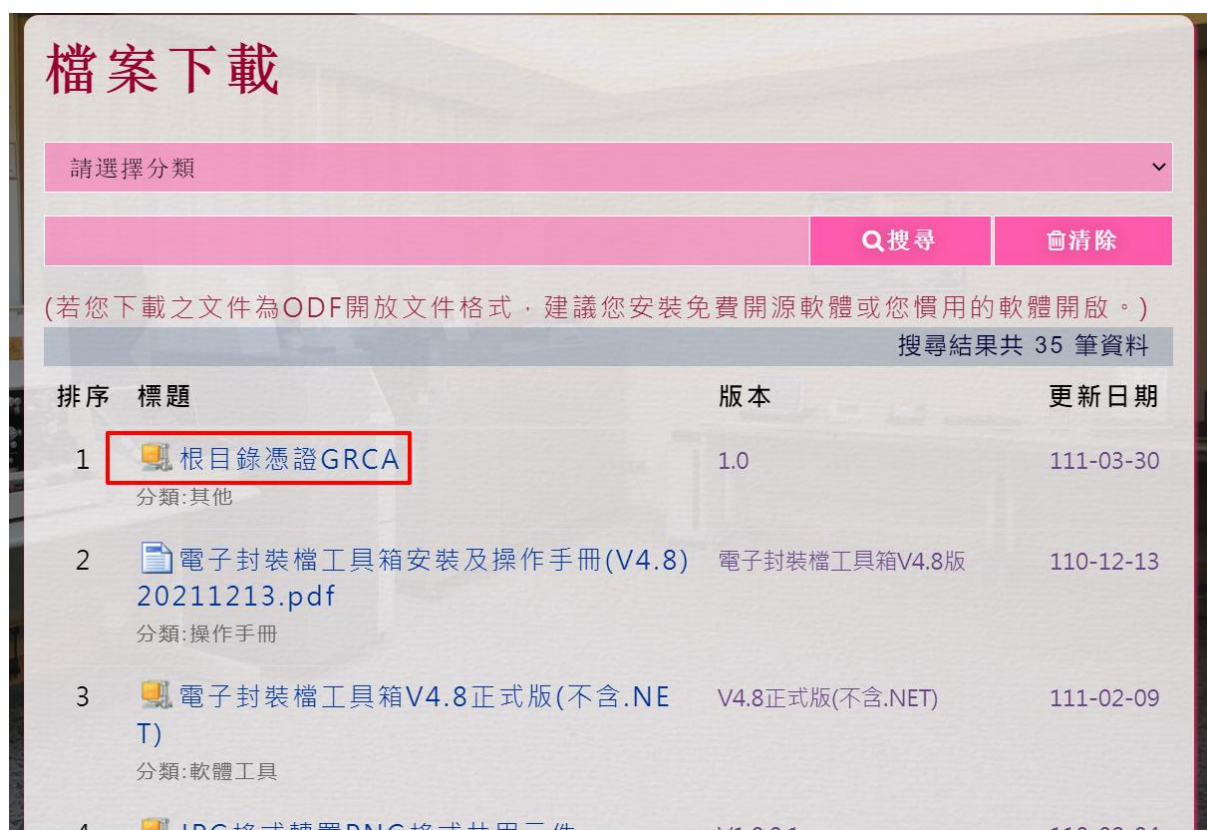 檔案下載
請選擇分類
搜尋 清除
(若您下載之文件為ODF開放文件格式，建議您安裝免費開源軟體或您慣用的軟體開啟。)
搜尋結果共 35 筆資料
排序 標題 版本 更新日期
1 根目錄憑證GRCA 1.0 111-03-30
分類:其他
2 電子封裝檔工具箱安裝及操作手冊(V4.8) 電子封裝檔工具箱V4.8版 110-12-13
20211213.pdf
分類:操作手冊
3 電子封裝檔工具箱V4.8正式版(不含.NE V4.8正式版(不含.NET) 111-02-09
T)
分類:軟體工具